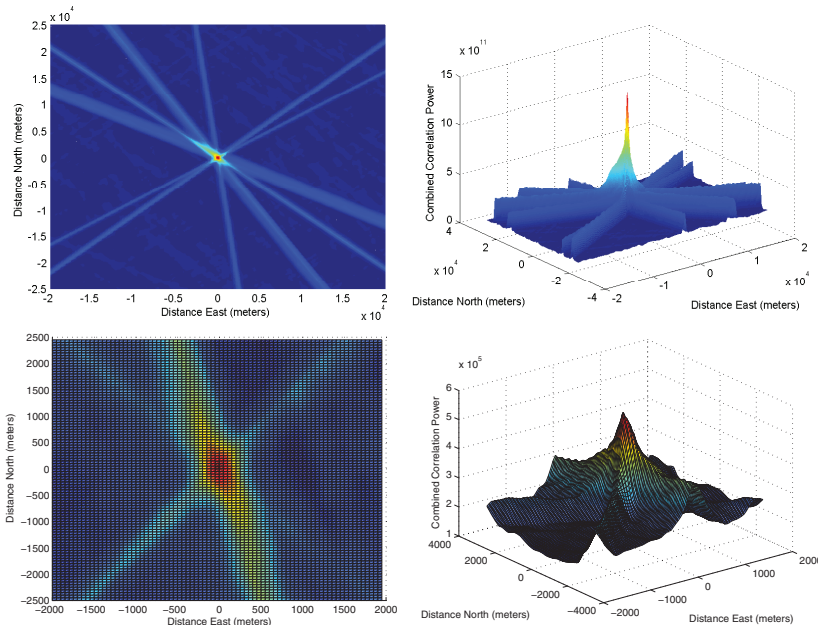 x 10^4
2.5
2
1.5
1
0.5
0
-0.5
-1
-1.5
-2
-2.5
Distance North (meters)
-2 -1.5 -1 -0.5 0 0.5 1 1.5 2
Distance East (meters)
x 10^4
x 10^11
15
10
5
0
Combined Correlation Power
4
2
0
-2
-4
x 10^4
Distance North (meters)
-2
-1
0
1
2
x 10^4
Distance East (meters)
2500
2000
1500
1000
500
0
−500
−1000
−1500
−2000
−2500
Distance North (meters)
−2000 −1500 −1000 −500 0 500 1000 1500 2000
Distance East (meters)
x 10^5
6
5
4
3
2
1
Combined Correlation Power
4000
2000
0
−2000
−4000
Distance North (meters)
−2000
−1000
0
1000
200
Distance East (meters)